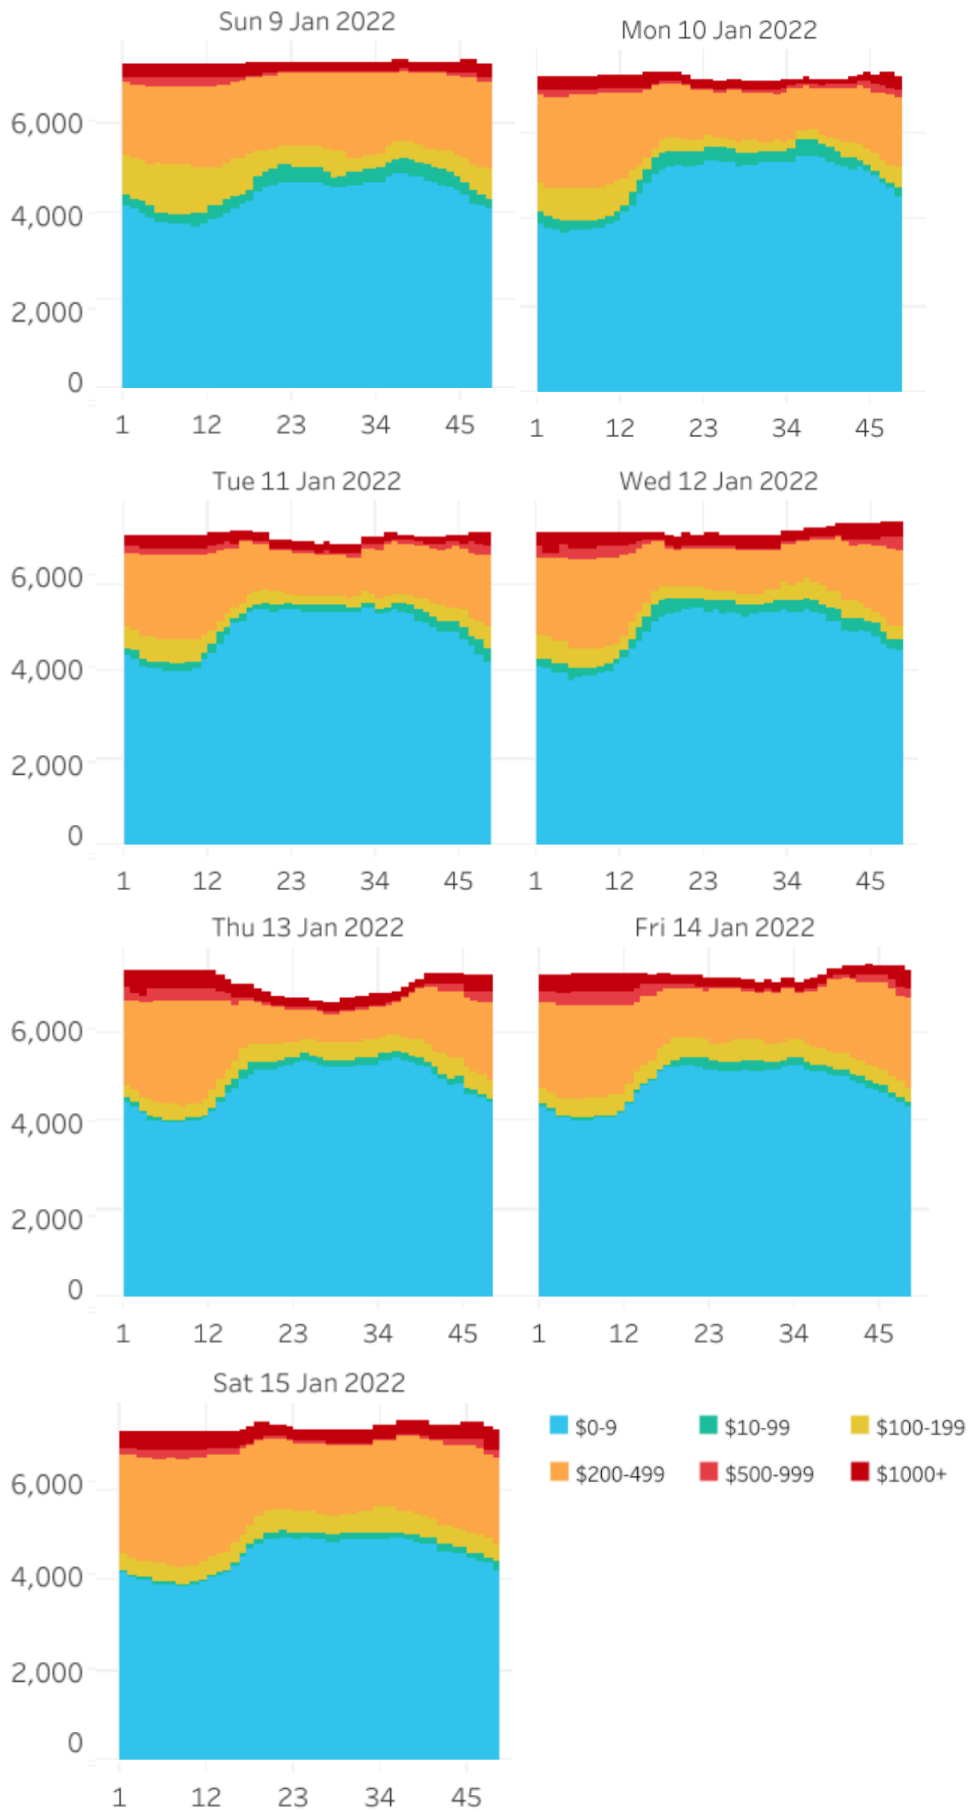 Sun 9 Jan 2022
Mon 10 Jan 2022
6,000
4,000
2,000
0
1 12 23 34 45
1 12 23 34 45
Tue 11 Jan 2022
Wed 12 Jan 2022
6,000
4,000
2,000
0
1 12 23 34 45
1 12 23 34 45
Thu 13 Jan 2022
Fri 14 Jan 2022
6,000
4,000
2,000
0
1 12 23 34 45
1 12 23 34 45
Sat 15 Jan 2022
6,000
4,000
2,000
0
1 12 23 34 45
$0-9 $10-99 $100-199
$200-499 $500-999 $1000+